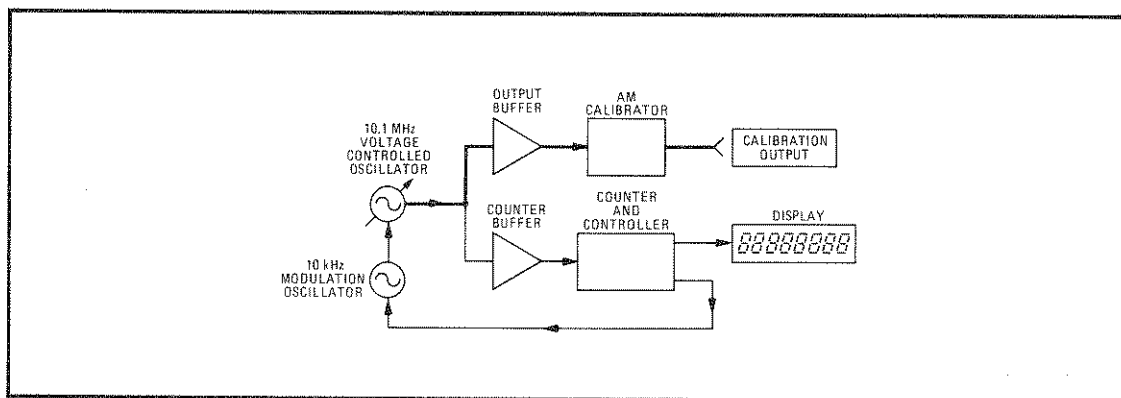 OUTPUT
BUFFER
AM
CALIBRATOR
10.1 MHz
VOLTAGE
CONTROLLED
OSCILLATOR
CALIBRATION
OUTPUT
COUNTER
BUFFER
COUNTER
AND
CONTROLLER
DISPLAY
88888888
10 kHz
MODULATION
OSCILLATOR